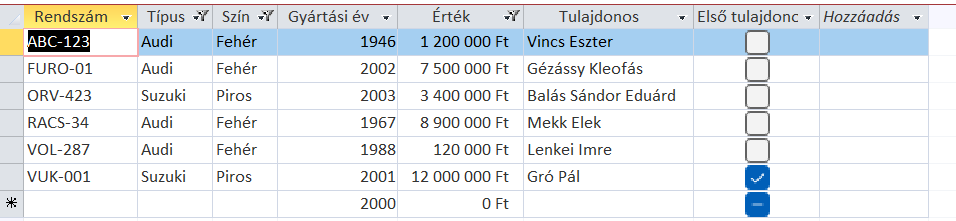 Rendszám Típus Szín Gyártási év Érték Tulajdonos Első tulajdono Hozzáadás
ABC-123 Audi Fehér 1946 1 200 000 Ft Vincs Eszter
FURO-01 Audi Fehér 2002 7 500 000 Ft Gézássy Kleofás
ORV-423 Suzuki Piros 2003 3 400 000 Ft Balás Sándor Eduárd
RACS-34 Audi Fehér 1967 8 900 000 Ft Mekk Elek
VOL-287 Audi Fehér 1988 120 000 Ft Lenkei Imre
VUK-001 Suzuki Piros 2001 12 000 000 Ft Gró Pál
2000 0 Ft